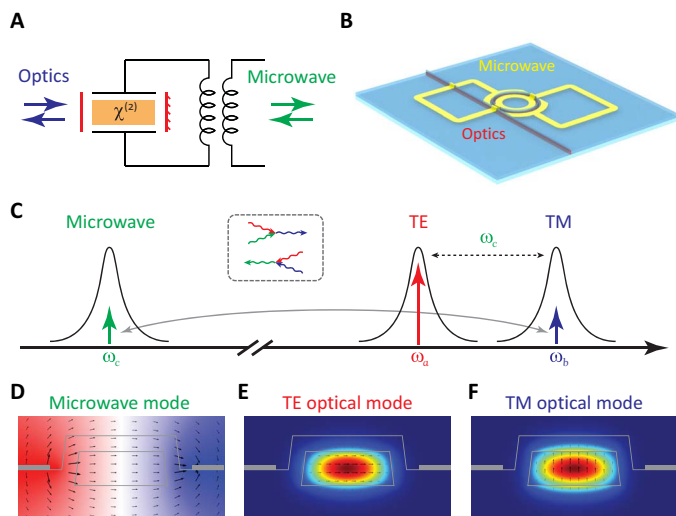 A
Optics
χ(2)
Microwave
B
Microwave
Optics
C
Microwave
TE
TM
ωc
ωc
ωa
ωb
D
Microwave mode
E
TE optical mode
F
TM optical mode